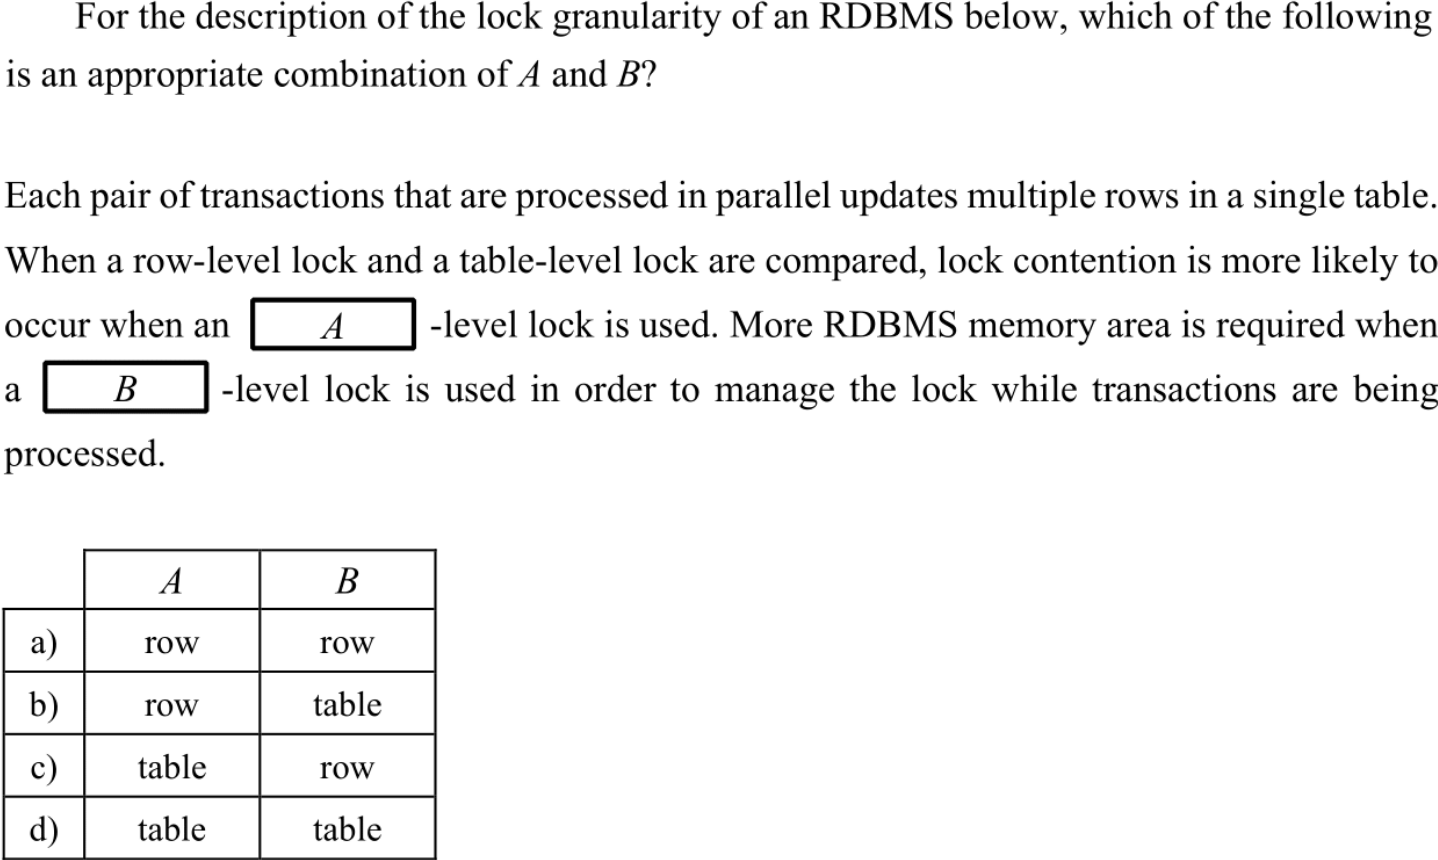 For the description of the lock granularity of an RDBMS below, which of the following
is an appropriate combination of A and B?
Each pair of transactions that are processed in parallel updates multiple rows in a single table.
When a row-level lock and a table-level lock are compared, lock contention is more likely to
occur when an A -level lock is used. More RDBMS memory area is required when
a B -level lock is used in order to manage the lock while transactions are being
processed.
A B
a) row row
b) row table
c) table row
d) table table